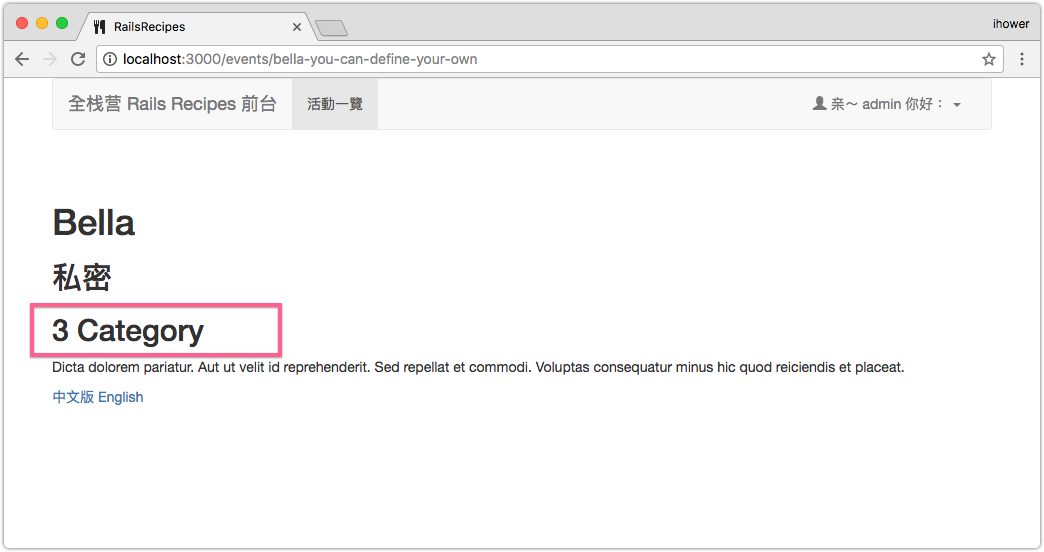 RailsRecipes
ihower
localhost:3000/events/bella-you-can-define-your-own
全栈营 Rails Recipes 前台 活動一覽 亲～ admin 你好：
Bella
私密
3 Category
Dicta dolorem pariatur. Aut ut velit id reprehenderit. Sed repellat et commodi. Voluptas consequatur minus hic quod reiciendis et placeat.
中文版 English